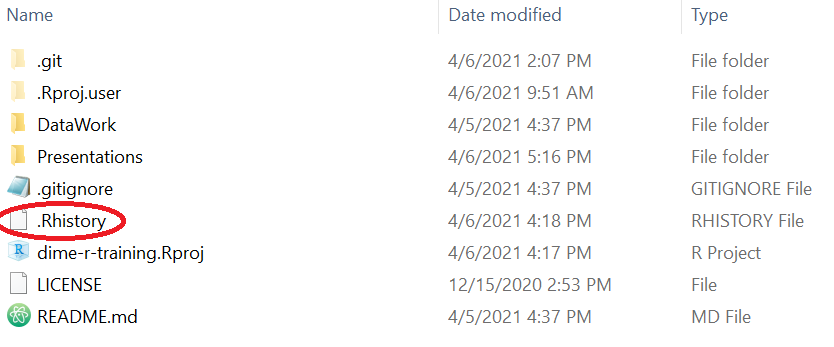 Name Date modified Type
.git 4/6/2021 2:07 PM File folder
.Rproj.user 4/6/2021 9:51 AM File folder
DataWork 4/5/2021 4:37 PM File folder
Presentations 4/6/2021 5:16 PM File folder
.gitignore 4/5/2021 4:37 PM GITIGNORE File
.Rhistory 4/6/2021 4:18 PM RHISTORY File
dime-r-training.Rproj 4/6/2021 4:17 PM R Project
LICENSE 12/15/2020 2:53 PM File
README.md 4/5/2021 4:37 PM MD File